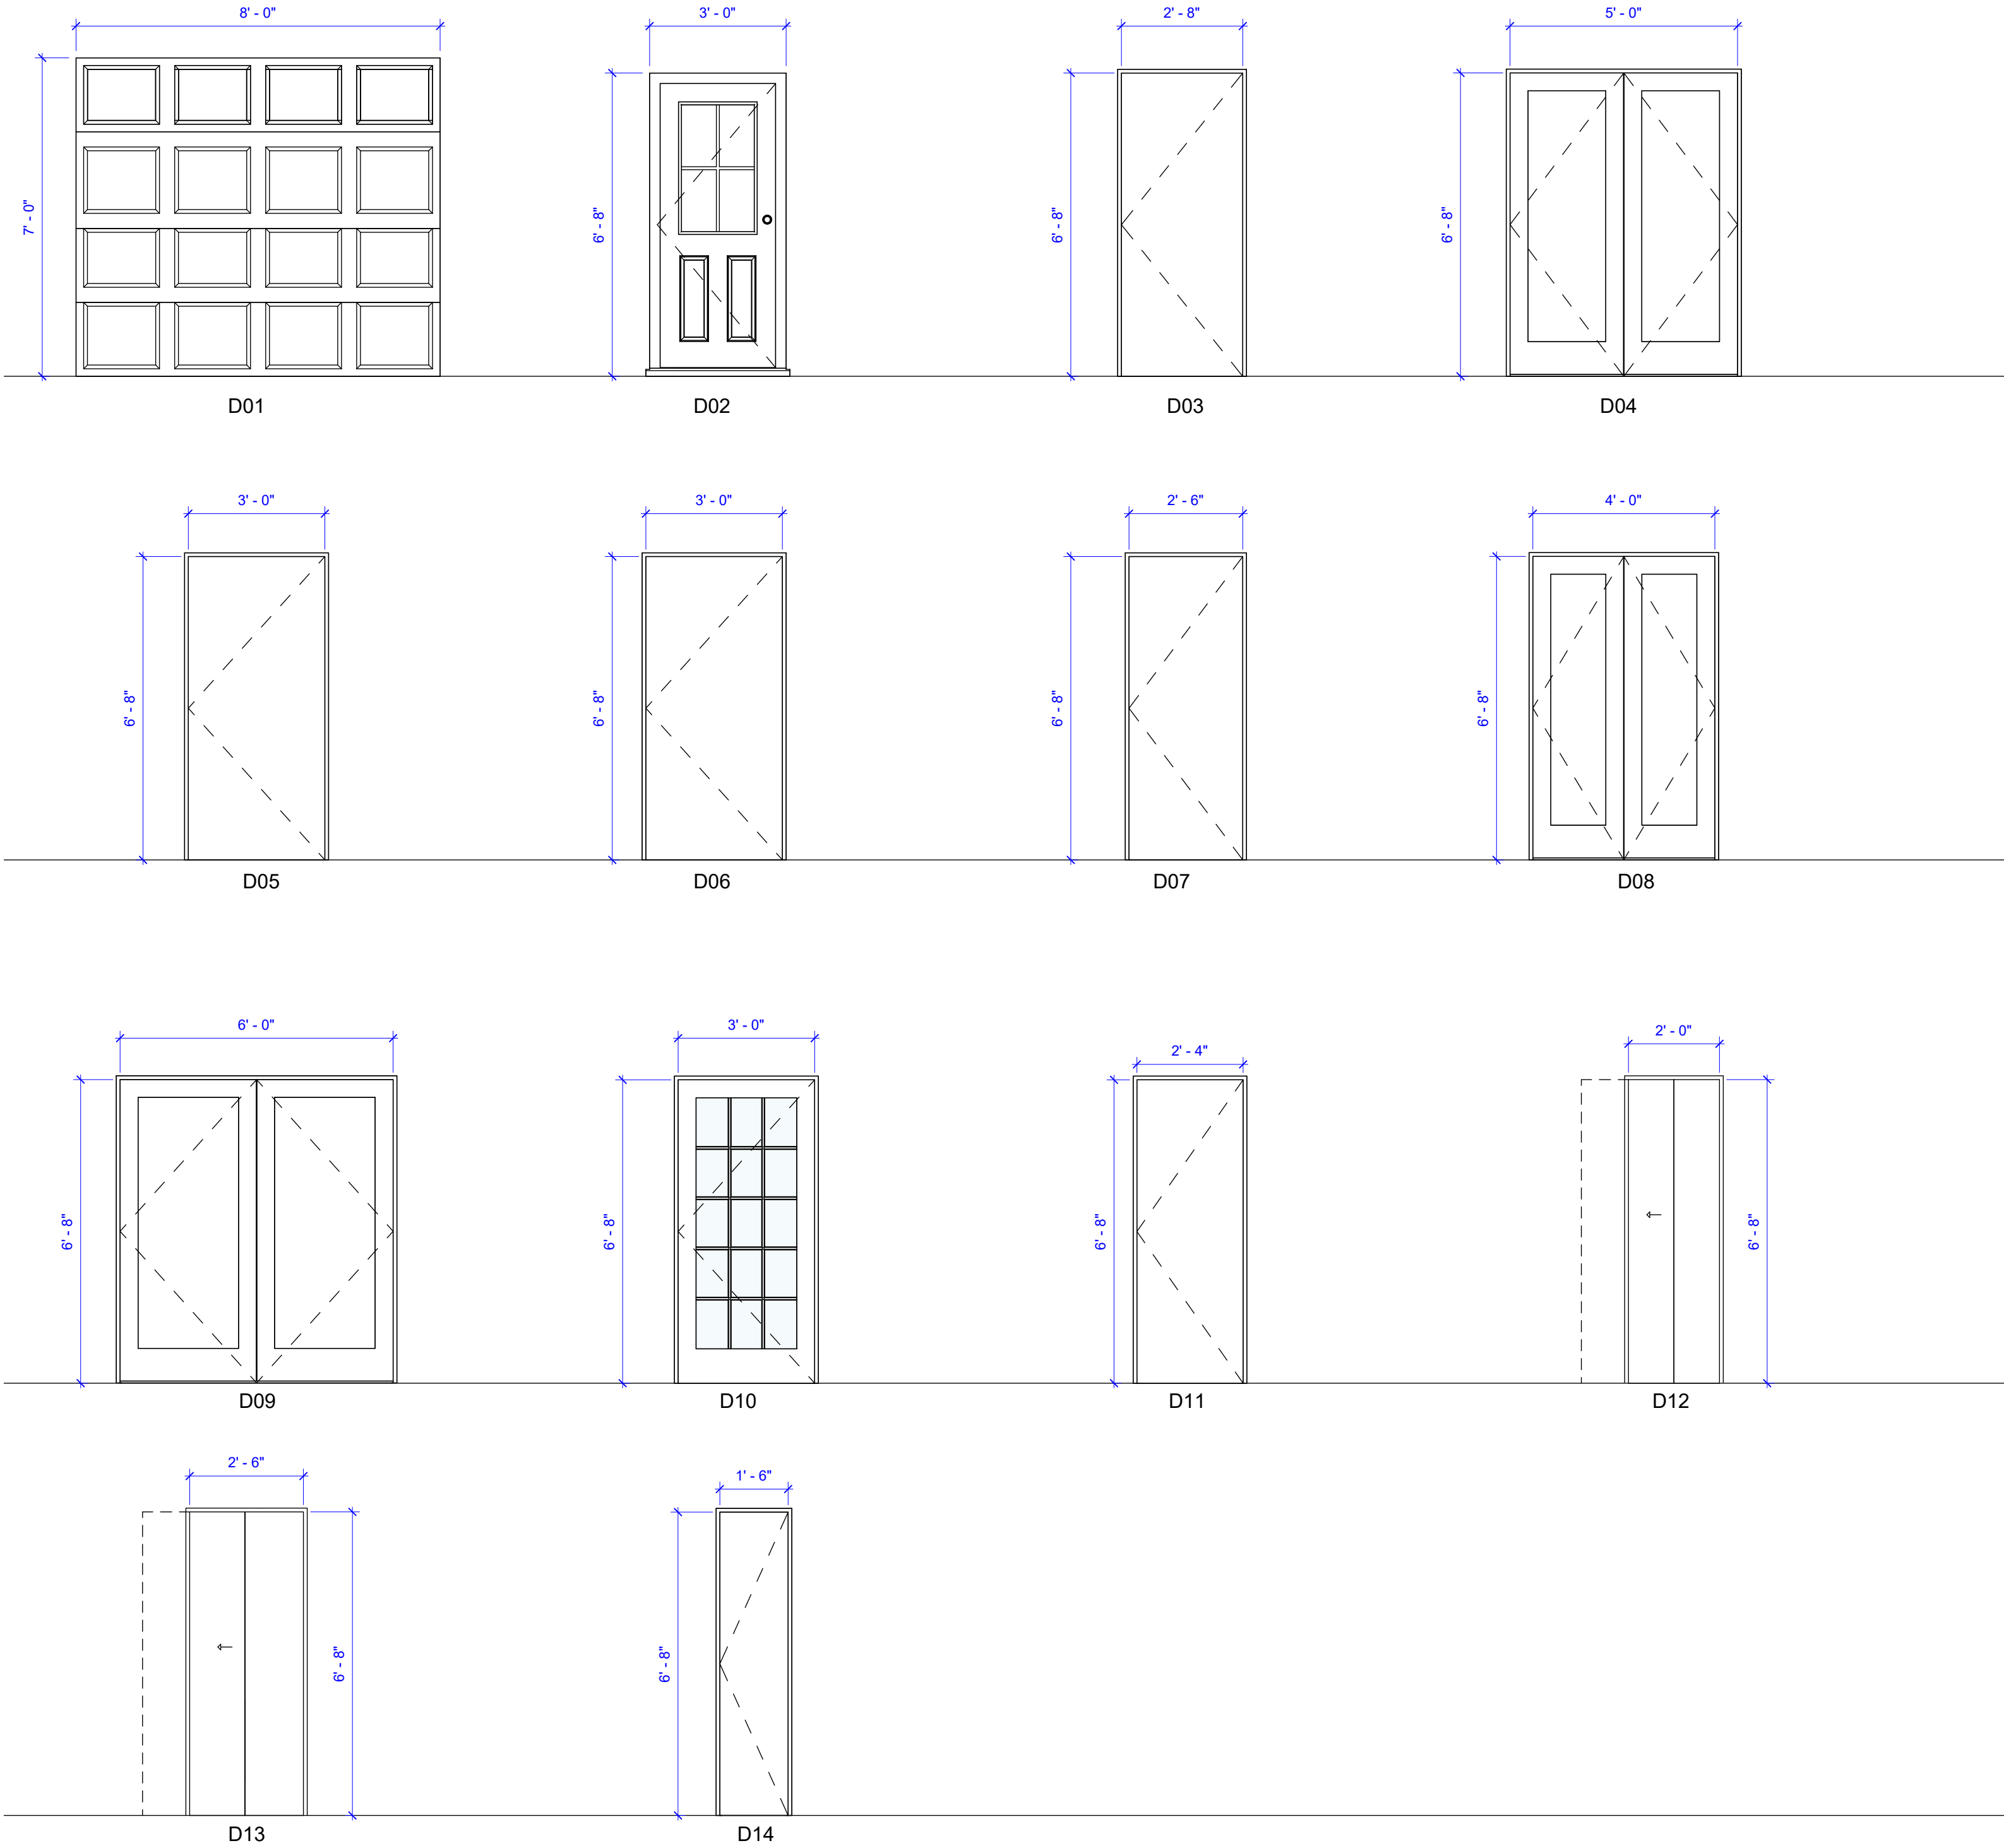 8' - 0"
3' - 0"
2' - 8"
5' - 0"
7' - 0"
6' - 8"
6' - 8"
6' - 8"
D01
D02
D03
D04
3' - 0"
3' - 0"
2' - 6"
4' - 0"
6' - 8"
6' - 8"
6' - 8"
6' - 8"
D05
D06
D07
D08
6' - 0"
3' - 0"
2' - 4"
2' - 0"
6' - 8"
6' - 8"
6' - 8"
6' - 8"
D09
D10
D11
D12
2' - 6"
1' - 6"
6' - 8"
6' - 8"
D13
D14